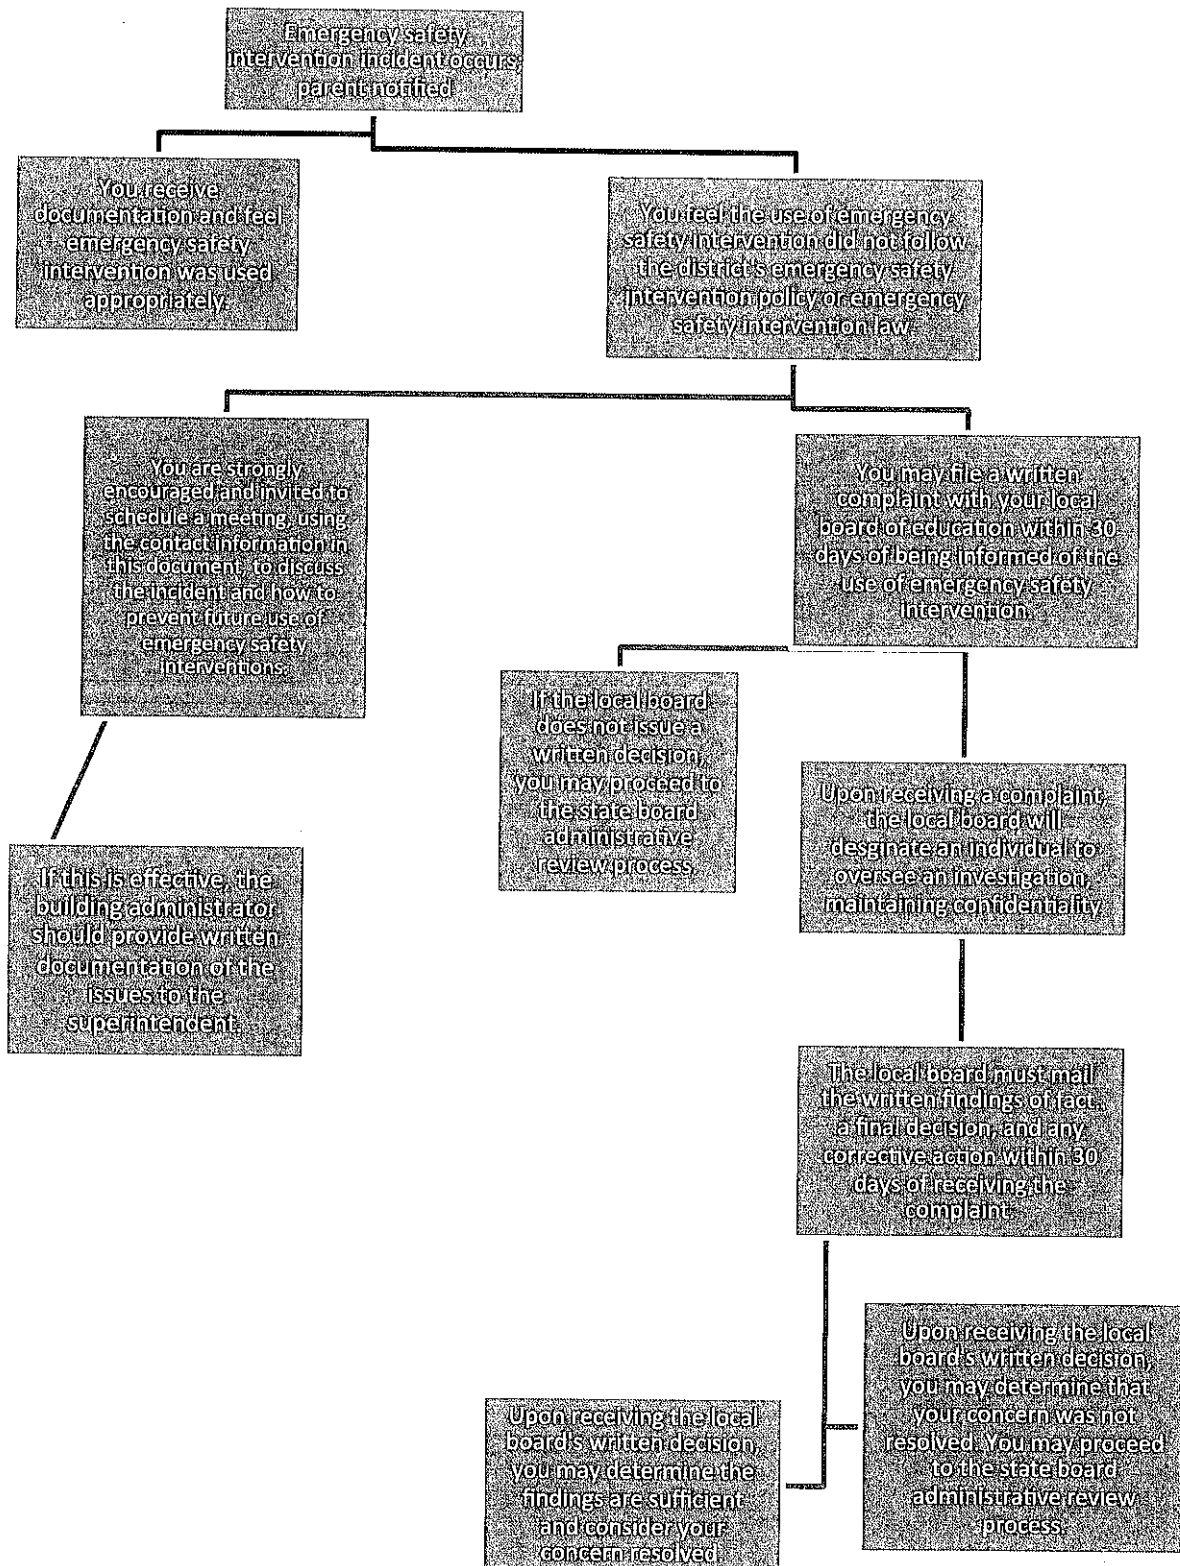 Emergency safety
intervention incident occurs
parent notified
You receive
documentation and feel
emergency safety
intervention was used
appropriately.
You feel the use of emergency
safety intervention did not follow
the district's emergency safety
intervention policy or emergency
safety intervention law
You are strongly
encouraged and invited to
schedule a meeting, using
the contact information in
this document, to discuss
the incident and how to
prevent future use of
emergency safety
interventions.
You may file a written
complaint with your local
board of education within 30
days of being informed of the
use of emergency safety
intervention.
If the local board
does not issue a
written decision,
you may proceed to
the state board
administrative
review process.
Upon receiving a complaint,
the local board will
desginate an individual to
oversee an investigation,
maintaining confidentiality
If this is effective, the
building administrator
should provide written
documentation of the
issues to the
superintendent.
The local board must mail
the written findings of fact,
a final decision, and any
corrective action within 30
days of receiving the
complaint.
Upon receiving the local
board's written decision,
you may determine that
your concern was not
resolved. You may proceed
to the state board
administrative review
process.
Upon receiving the local
board's written decision,
you may determine the
findings are sufficient
and consider your
concern resolved